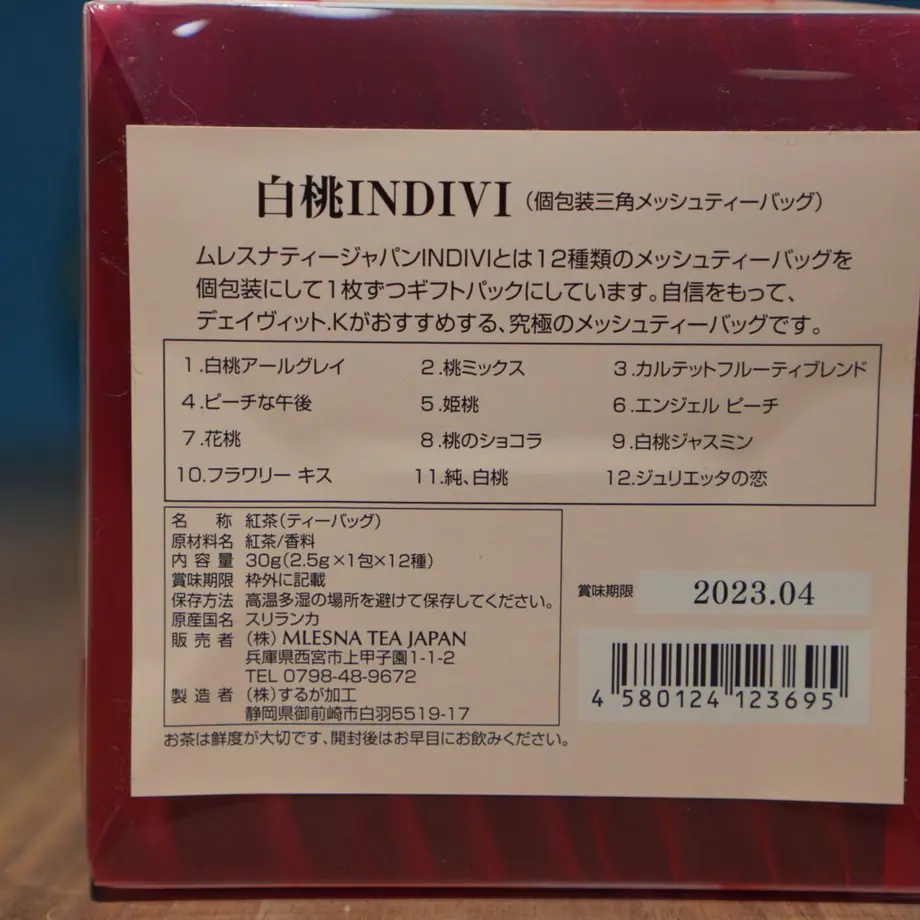 白桃INDIVI（個包装三角メッシュティーバッグ）
ムレスナティージャパンINDIVIとは12種類のメッシュティーバッグを
個包装にして1枚ずつギフトパックにしています。自信をもって、
デェイヴィット.Kがおすすめする、究極のメッシュティーバッグです。
1.白桃アールグレイ 2.桃ミックス 3.カルテットフルーティブレンド
4.ピーチな午後 5.姫桃 6.エンジェル ピーチ
7.花桃 8.桃のショコラ 9.白桃ジャスミン
10.フラワリー キス 11.純、白桃 12.ジュリエッタの恋
名称 紅茶（ティーバッグ）
原材料名 紅茶/香料
内容量 30g（2.5g×1包×12種）
賞味期限 枠外に記載
保存方法 高温多湿の場所を避けて保存してください。
原産国名 スリランカ
販売者 （株）MLESNA TEA JAPAN
兵庫県西宮市上甲子園1-1-2
TEL 0798-48-9672
製造者 （株）するが加工
静岡県御前崎市白羽5519-17
お茶は鮮度が大切です、開封後はお早目にお飲みください。
賞味期限 2023.04
4 580124 123695